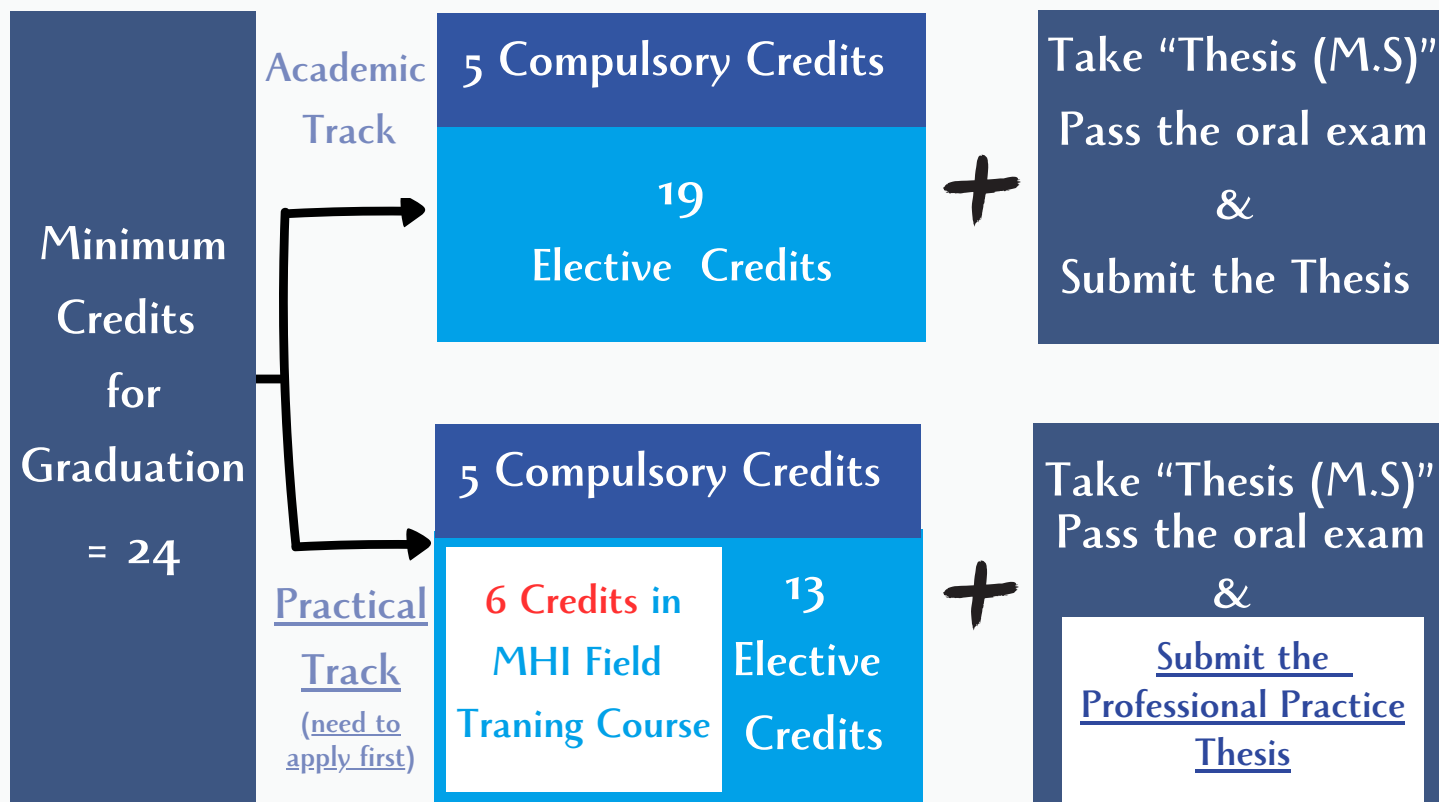 Minimum
Credits
for
Graduation
= 24
Academic
Track
5 Compulsory Credits
19
Elective Credits
+
Take “Thesis (M.S)”
Pass the oral exam
&
Submit the Thesis
Practical
Track
(need to
apply first)
5 Compulsory Credits
6 Credits in
MHI Field
Traning Course
13
Elective
Credits
+
Take “Thesis (M.S)”
Pass the oral exam
&
Submit the
Professional Practice
Thesis